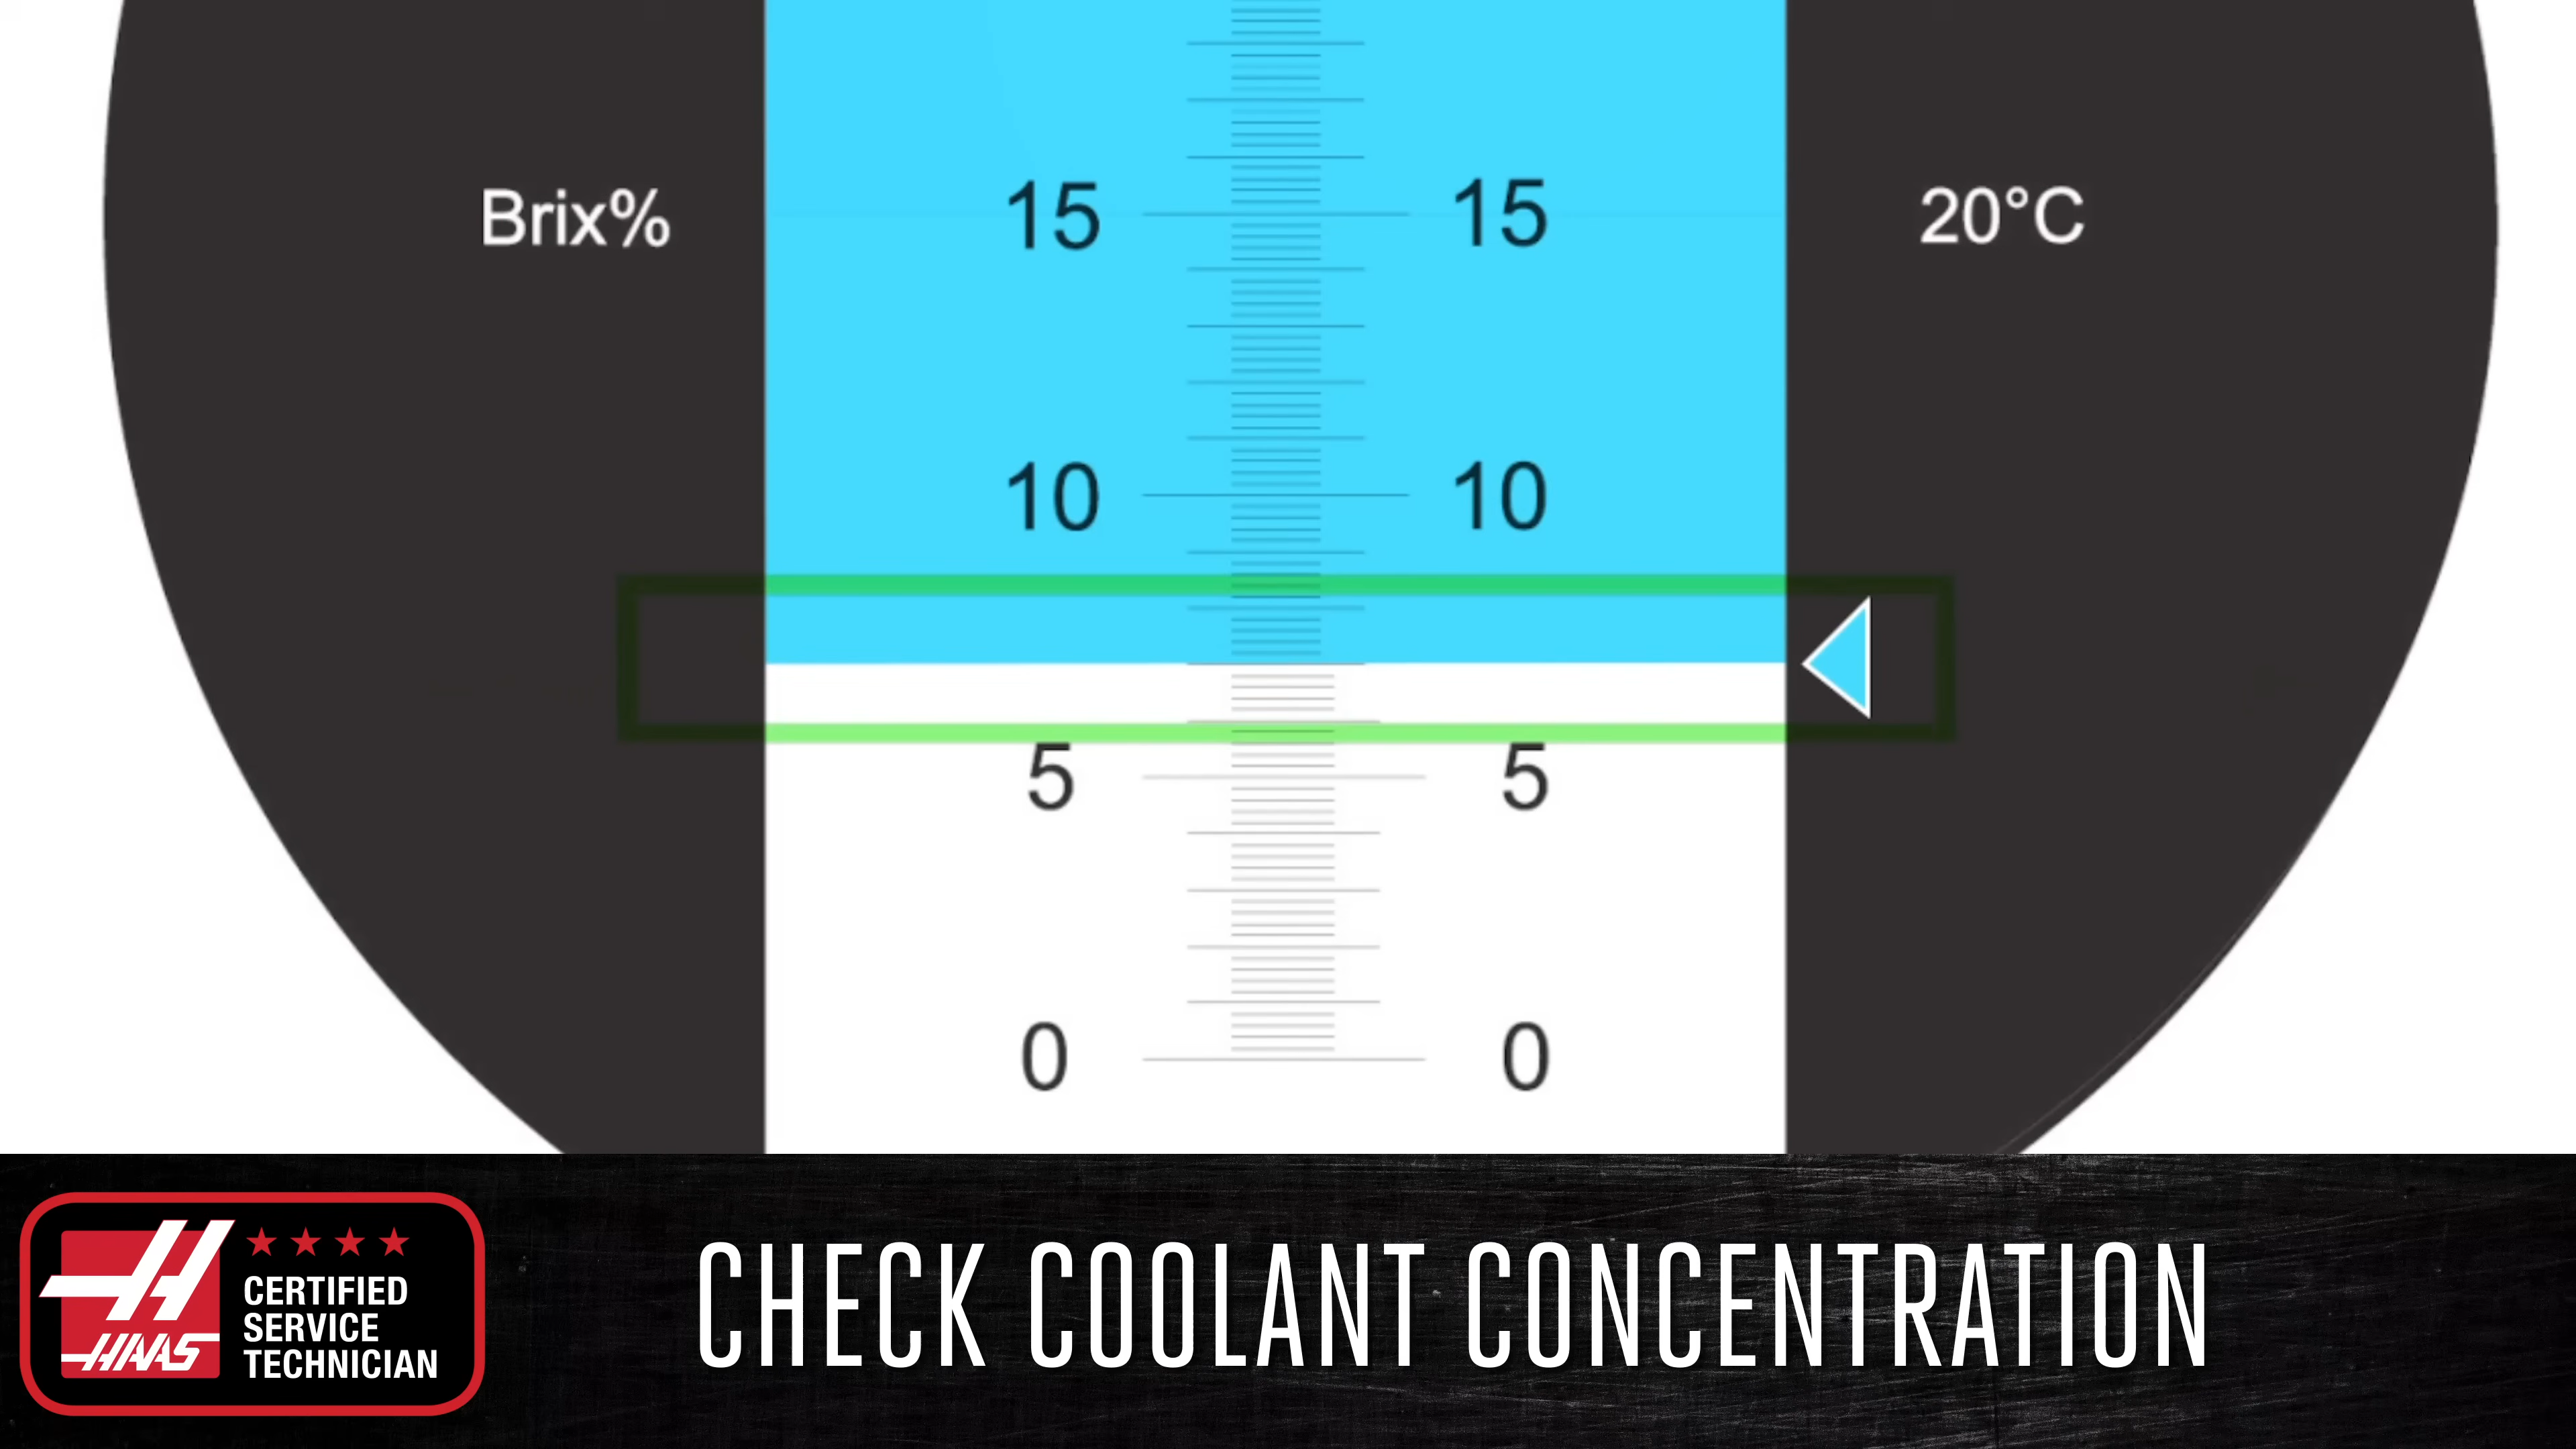 Brix%
15
15
20°C
10
10
5
5
0
0
HAAS
CERTIFIED
SERVICE
TECHNICIAN
CHECK COOLANT CONCENTRATION